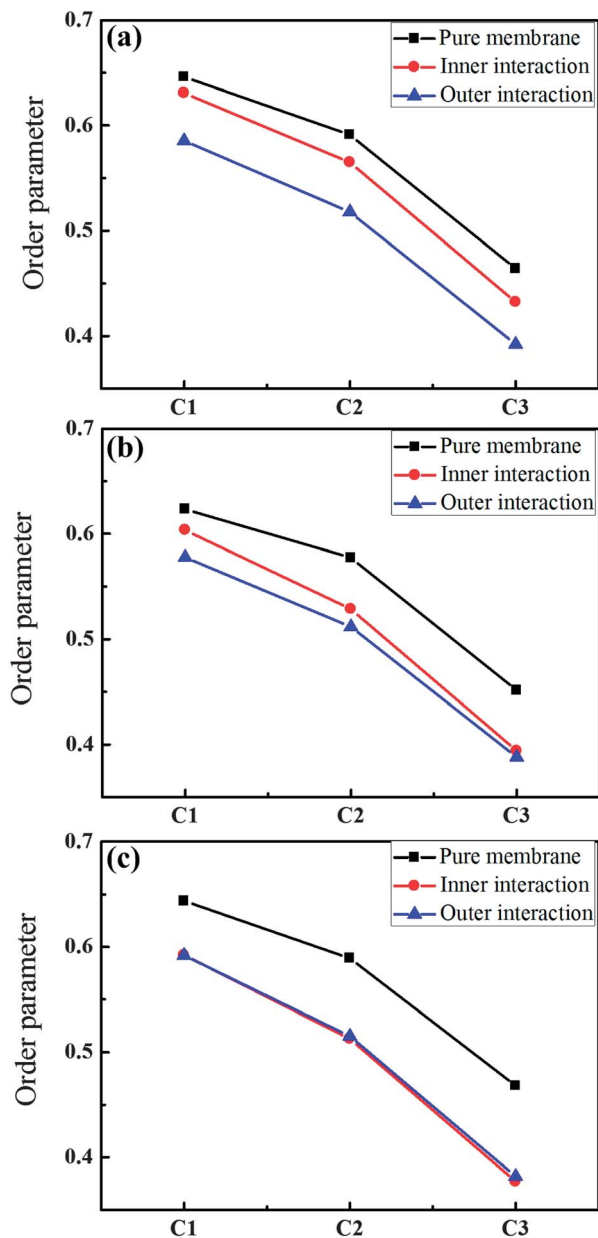 (a)
Pure membrane
Inner interaction
Outer interaction
0.7
0.6
0.5
0.4
Order parameter
C1 C2 C3
(b)
Pure membrane
Inner interaction
Outer interaction
0.7
0.6
0.5
0.4
Order parameter
C1 C2 C3
(c)
Pure membrane
Inner interaction
Outer interaction
0.7
0.6
0.5
0.4
Order parameter
C1 C2 C3